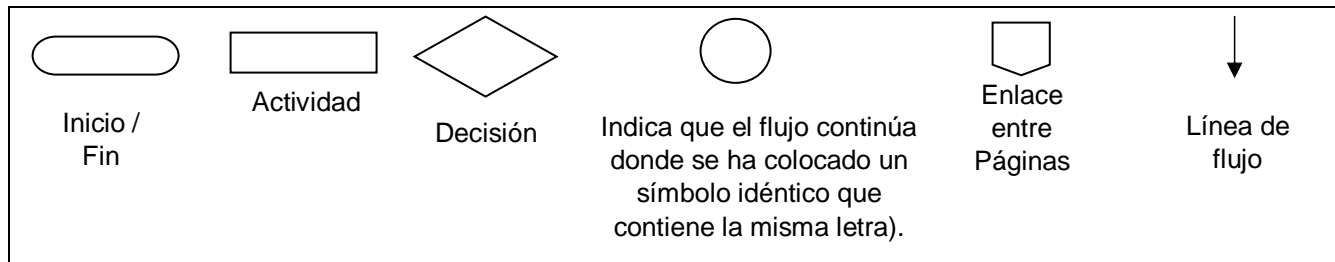 Inicio /
Fin
Actividad
Decisión
Indica que el flujo continúa
donde se ha colocado un
símbolo idéntico que
contiene la misma letra).
Enlace
entre
Páginas
Línea de
flujo